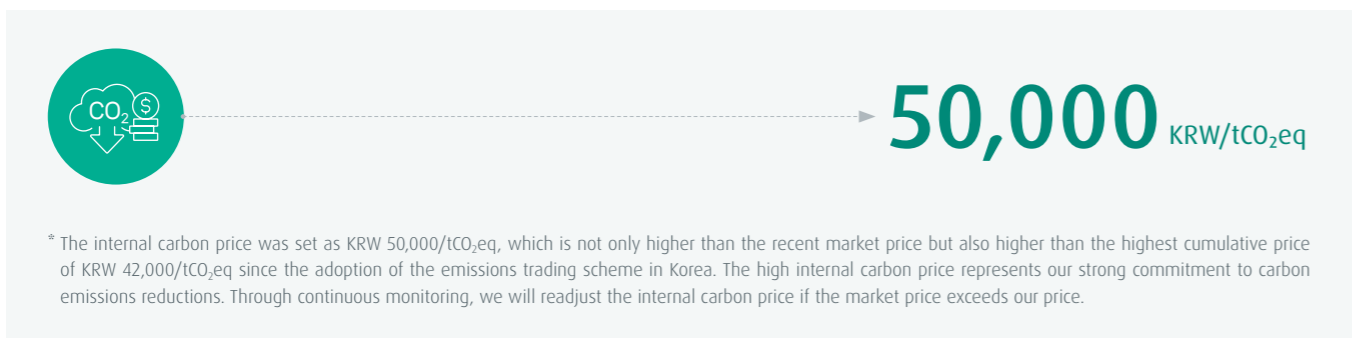 CO₂ $
50,000 KRW/tCO₂eq
* The internal carbon price was set as KRW 50,000/tCO₂eq, which is not only higher than the recent market price but also higher than the highest cumulative price
of KRW 42,000/tCO₂eq since the adoption of the emissions trading scheme in Korea. The high internal carbon price represents our strong commitment to carbon
emissions reductions. Through continuous monitoring, we will readjust the internal carbon price if the market price exceeds our price.